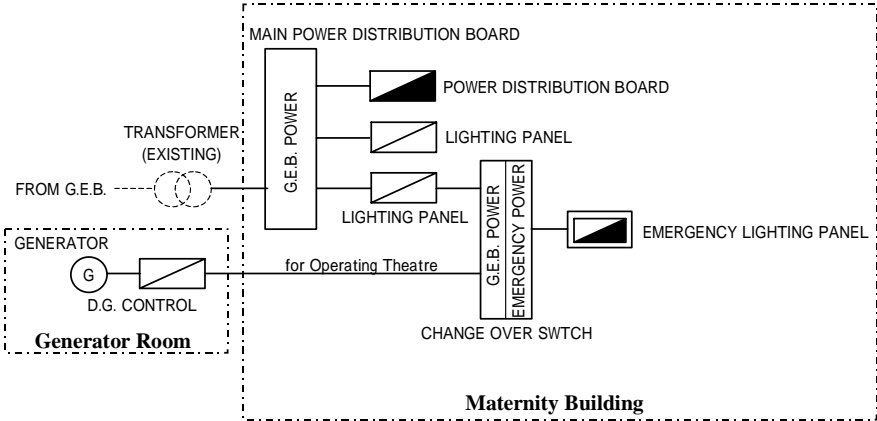 MAIN POWER DISTRIBUTION BOARD
G.E.B. POWER
POWER DISTRIBUTION BOARD
TRANSFORMER
(EXISTING)
LIGHTING PANEL
FROM G.E.B.
LIGHTING PANEL
G.E.B. POWER
EMERGENCY POWER
EMERGENCY LIGHTING PANEL
GENERATOR
G
for Operating Theatre
D.G. CONTROL
CHANGE OVER SWTCH
Generator Room
Maternity Building